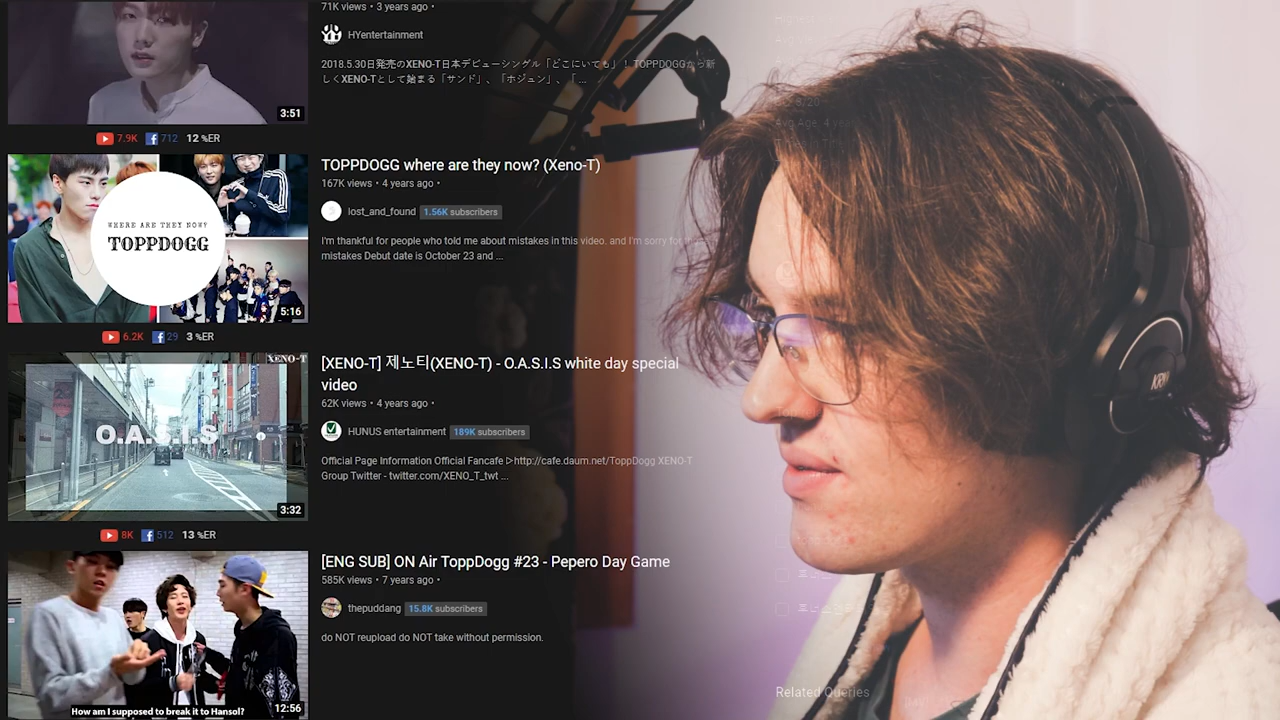 71K views • 3 years ago •
HYentertainment
2018.5.30日発売のXENO-T日本デビューシングル「どこにいても」！TOPPDOGGから新
しくXENO-Tとして始まる「サンド」、「ホジュン」、「 ...
3:51
7.9K 712 12 %ER
WHERE ARE THEY NOW?
TOPPDOGG
5:16
TOPPDOGG where are they now? (Xeno-T)
167K views • 4 years ago •
lost_and_found 1.56K subscribers
I'm thankful for people who told me about mistakes in this video. and I'm sorry for
mistakes Debut date is October 23 and ...
6.2K 29 3 %ER
XENO-T
O.A.S.I.S
3:32
[XENO-T] 제노티(XENO-T) - O.A.S.I.S white day special
video
62K views • 4 years ago •
HUNUS entertainment 189K subscribers
Official Page Information Official Fancafe ▷http://cafe.daum.net/ToppDogg XENO-T
Group Twitter - twitter.com/XENO_T_twt ...
8K 512 13 %ER
How am I supposed to break it to Hansol?
12:56
[ENG SUB] ON Air ToppDogg #23 - Pepero Day Game
585K views • 7 years ago •
thepuddang 15.8K subscribers
do NOT reupload do NOT take without permission.
KRK
Related Queries